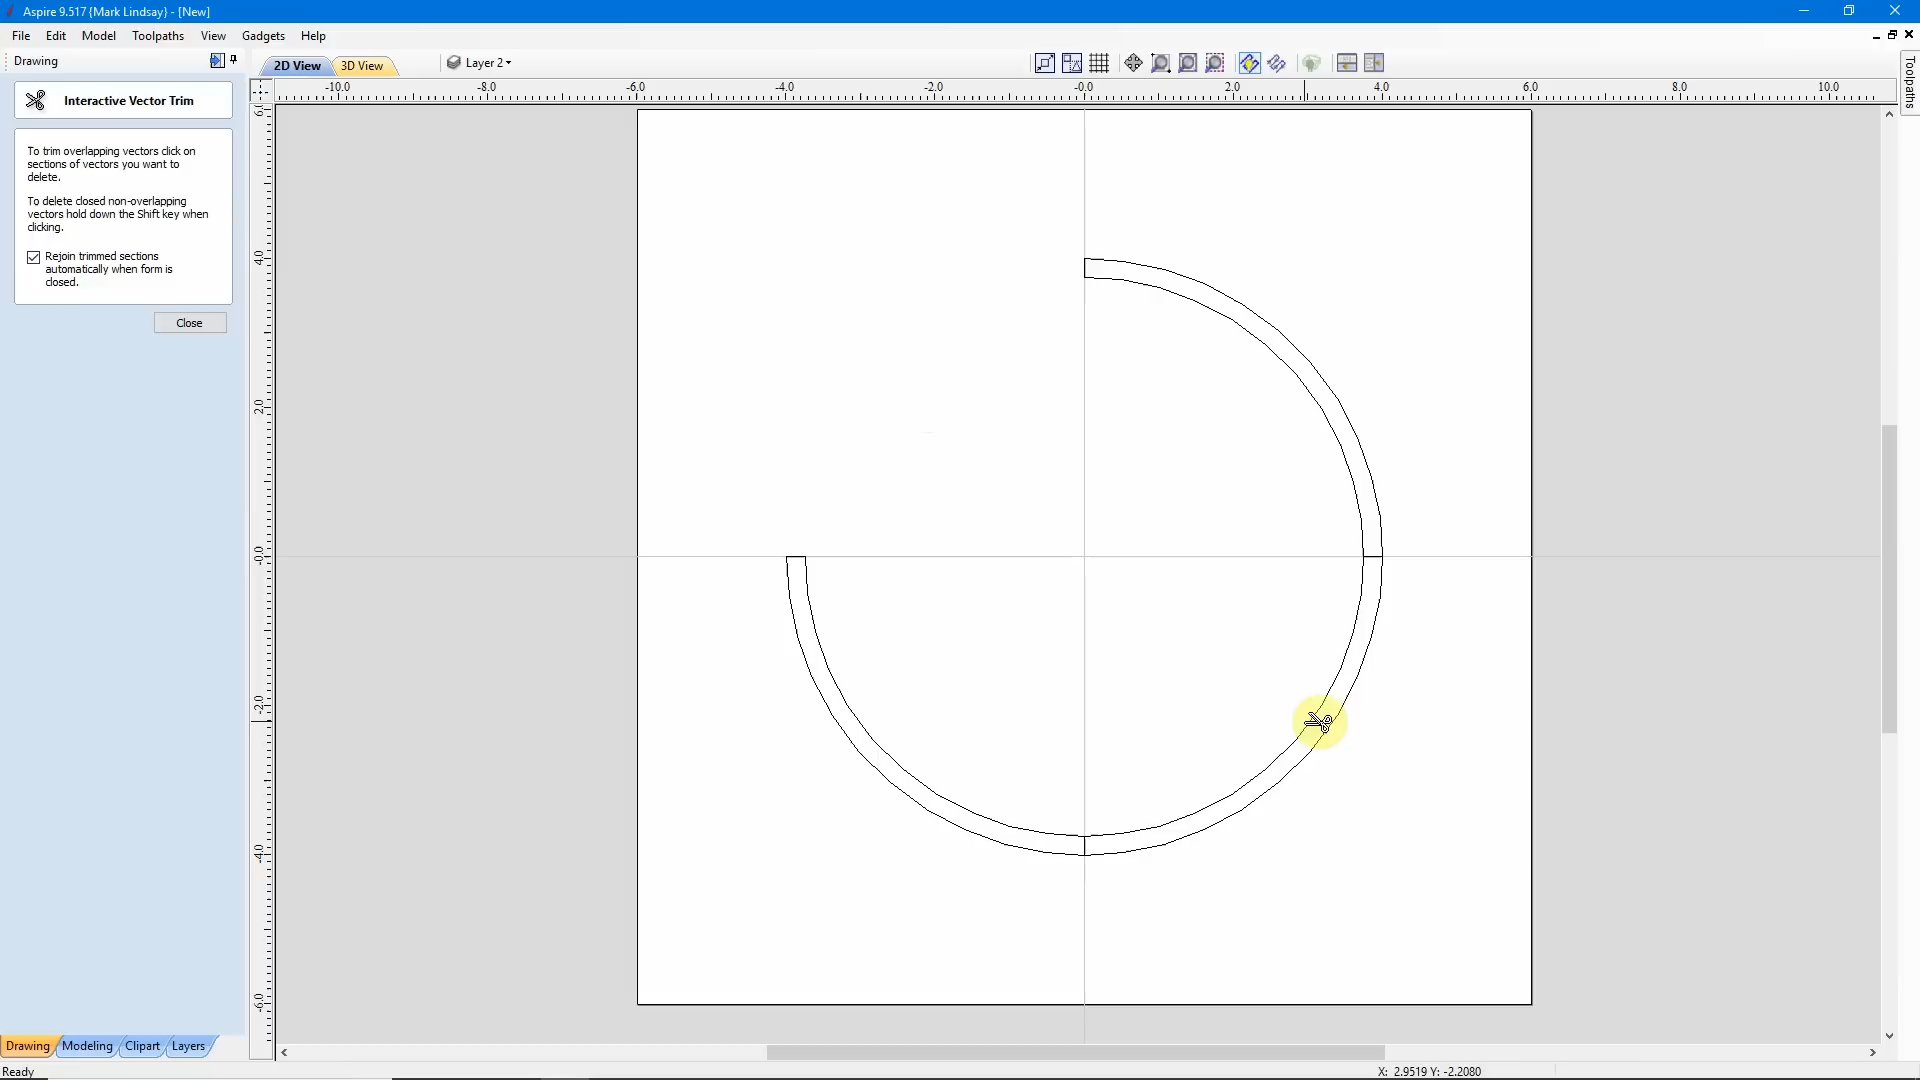 Aspire 9.517 {Mark Lindsay} - [New]
File Edit Model Toolpaths View Gadgets Help
Drawing
2D View 3D View Layer 2
Interactive Vector Trim
To trim overlapping vectors click on
sections of vectors you want to
delete.
To delete closed non-overlapping
vectors hold down the Shift key when
clicking.
Rejoin trimmed sections
automatically when form is
closed.
Close
-10.0 -8.0 -6.0 -4.0 -2.0 -0.0 2.0 4.0 6.0 8.0 10.0
6.0
4.0
2.0
-0.0
-2.0
-4.0
-6.0
Toolpaths
Drawing Modeling Clipart Layers
Ready
X: 2.9519 Y: -2.2080